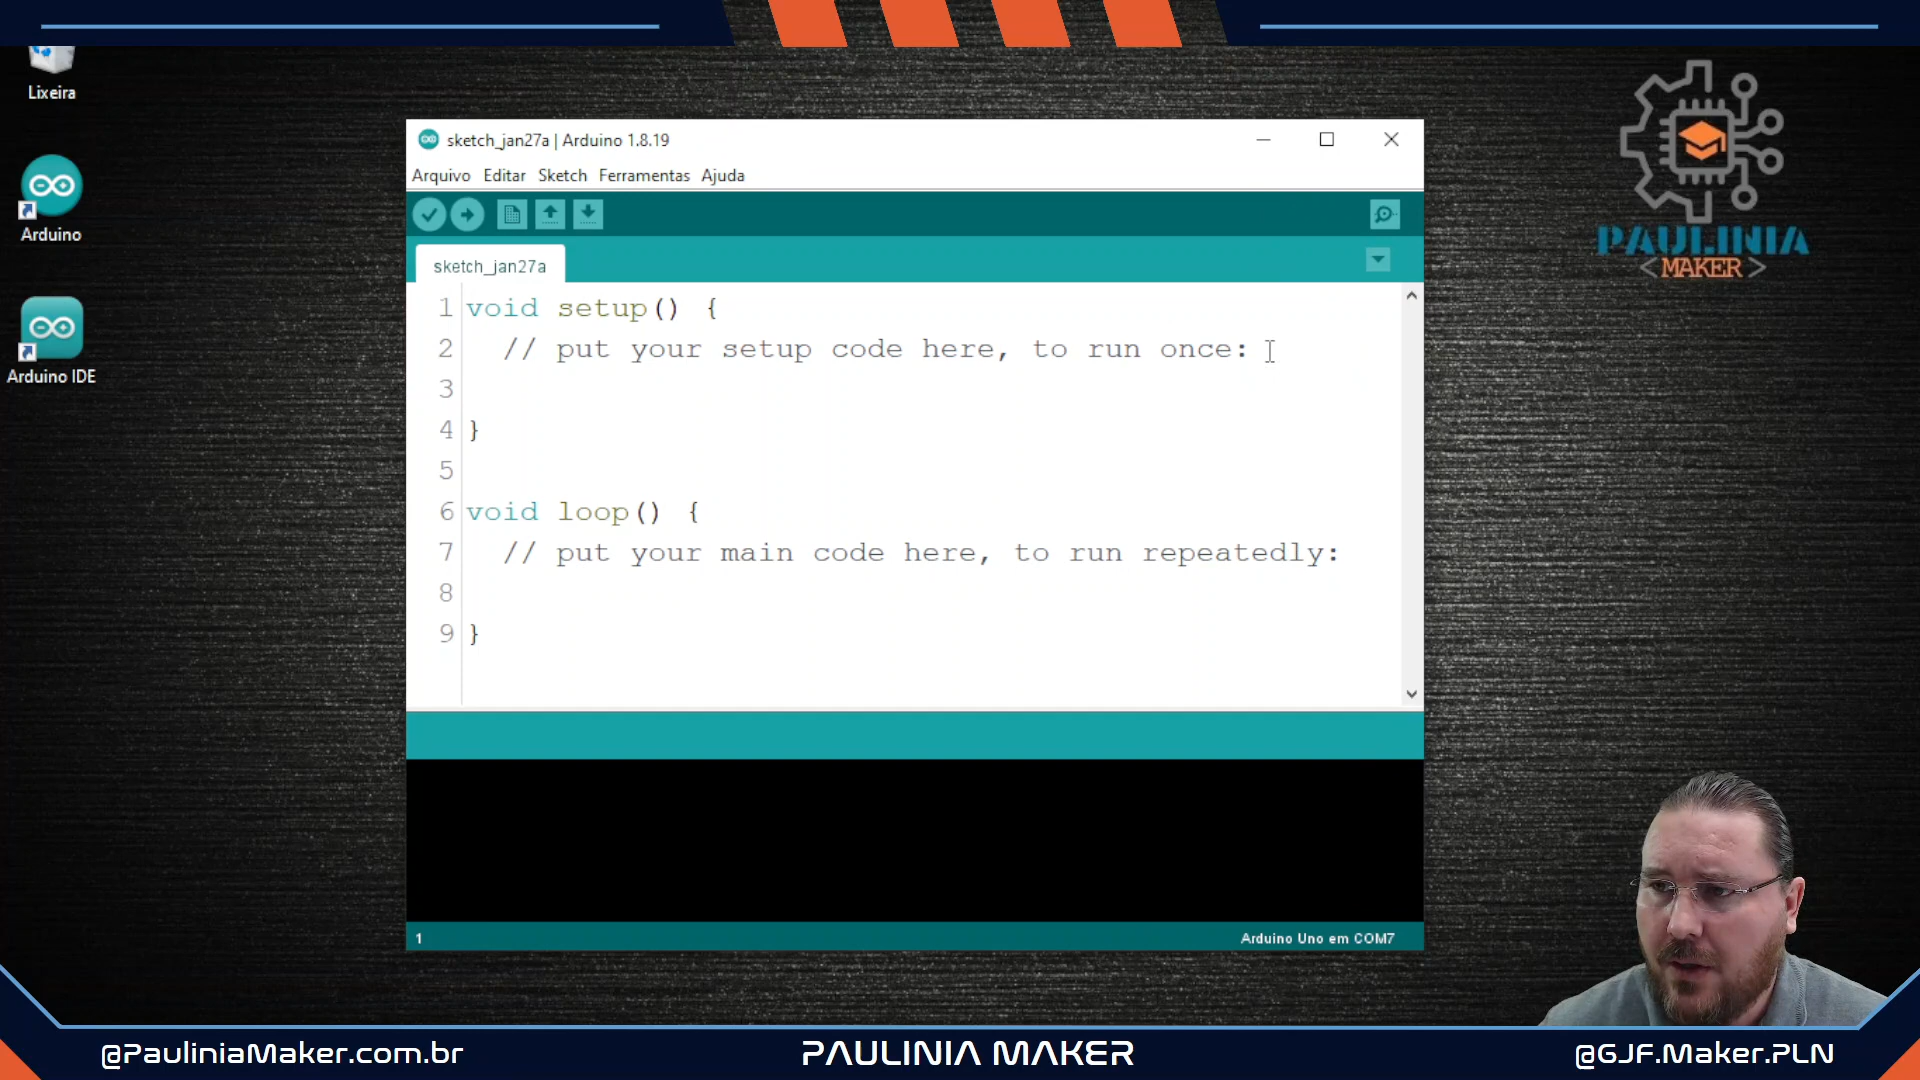 Lixeira
Arduino
Arduino IDE
sketch_jan27a | Arduino 1.8.19
Arquivo Editar Sketch Ferramentas Ajuda
sketch_jan27a
1 void setup() {
2 // put your setup code here, to run once:
3
4 }
5
6 void loop() {
7 // put your main code here, to run repeatedly:
8
9 }
1
Arduino Uno em COM7
PAULINIA
<MAKER>
@PauliniaMaker.com.br
PAULINIA MAKER
@GJF.Maker.PLN